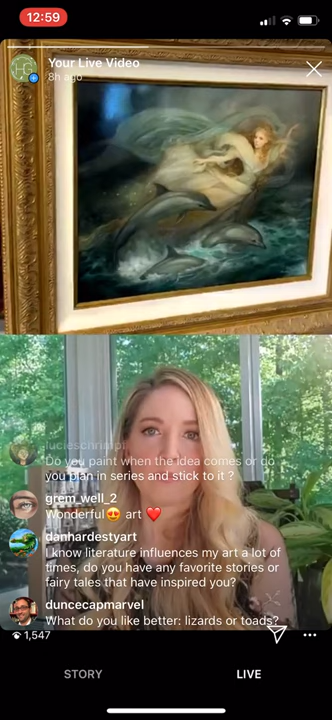 12:59
HG
Your Live Video
8h ago
Do you paint when the idea comes or do
you plan in series and stick to it ?
grem_well_2
Wonderful😍 art ❤️
danhardestyart
I know literature influences my art a lot of
times, do you have any favorite stories or
fairy tales that have inspired you?
duncecapmarvel
What do you like better: lizards or toads?
1,547
STORY
LIVE